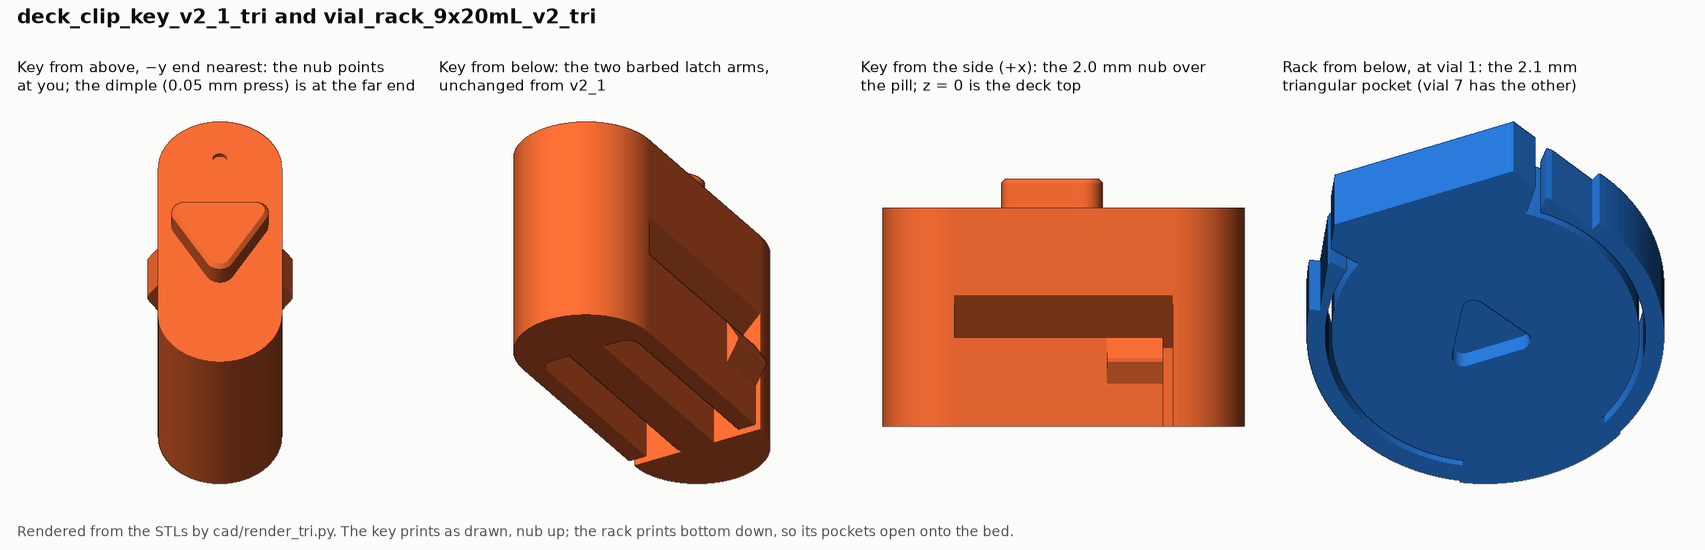 deck_clip_key_v2_1_tri and vial_rack_9x20mL_v2_tri
Key from above, −y end nearest: the nub points
at you; the dimple (0.05 mm press) is at the far end
Key from below: the two barbed latch arms,
unchanged from v2_1
Key from the side (+x): the 2.0 mm nub over
the pill; z = 0 is the deck top
Rack from below, at vial 1: the 2.1 mm
triangular pocket (vial 7 has the other)
Rendered from the STLs by cad/render_tri.py. The key prints as drawn, nub up; the rack prints bottom down, so its pockets open onto the bed.